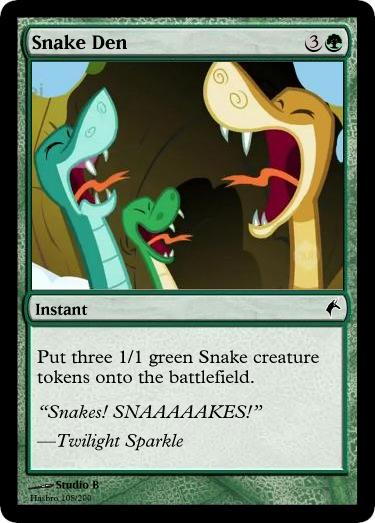 Snake Den
3
Instant
Put three 1/1 green Snake creature
tokens onto the battlefield.
“Snakes! SNAAAAAKES!”
—Twilight Sparkle
Studio B
Hasbro 108/200